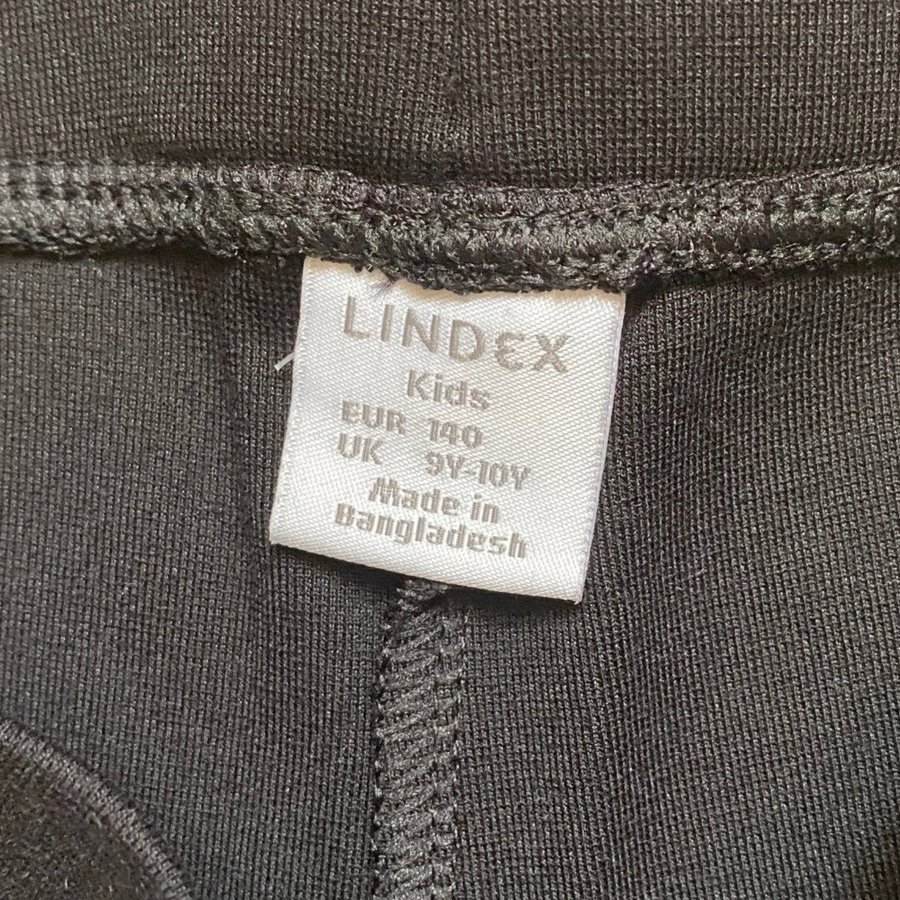 LINDEX
Kids
EUR 140
UK 9Y-10Y
Made in
Bangladesh